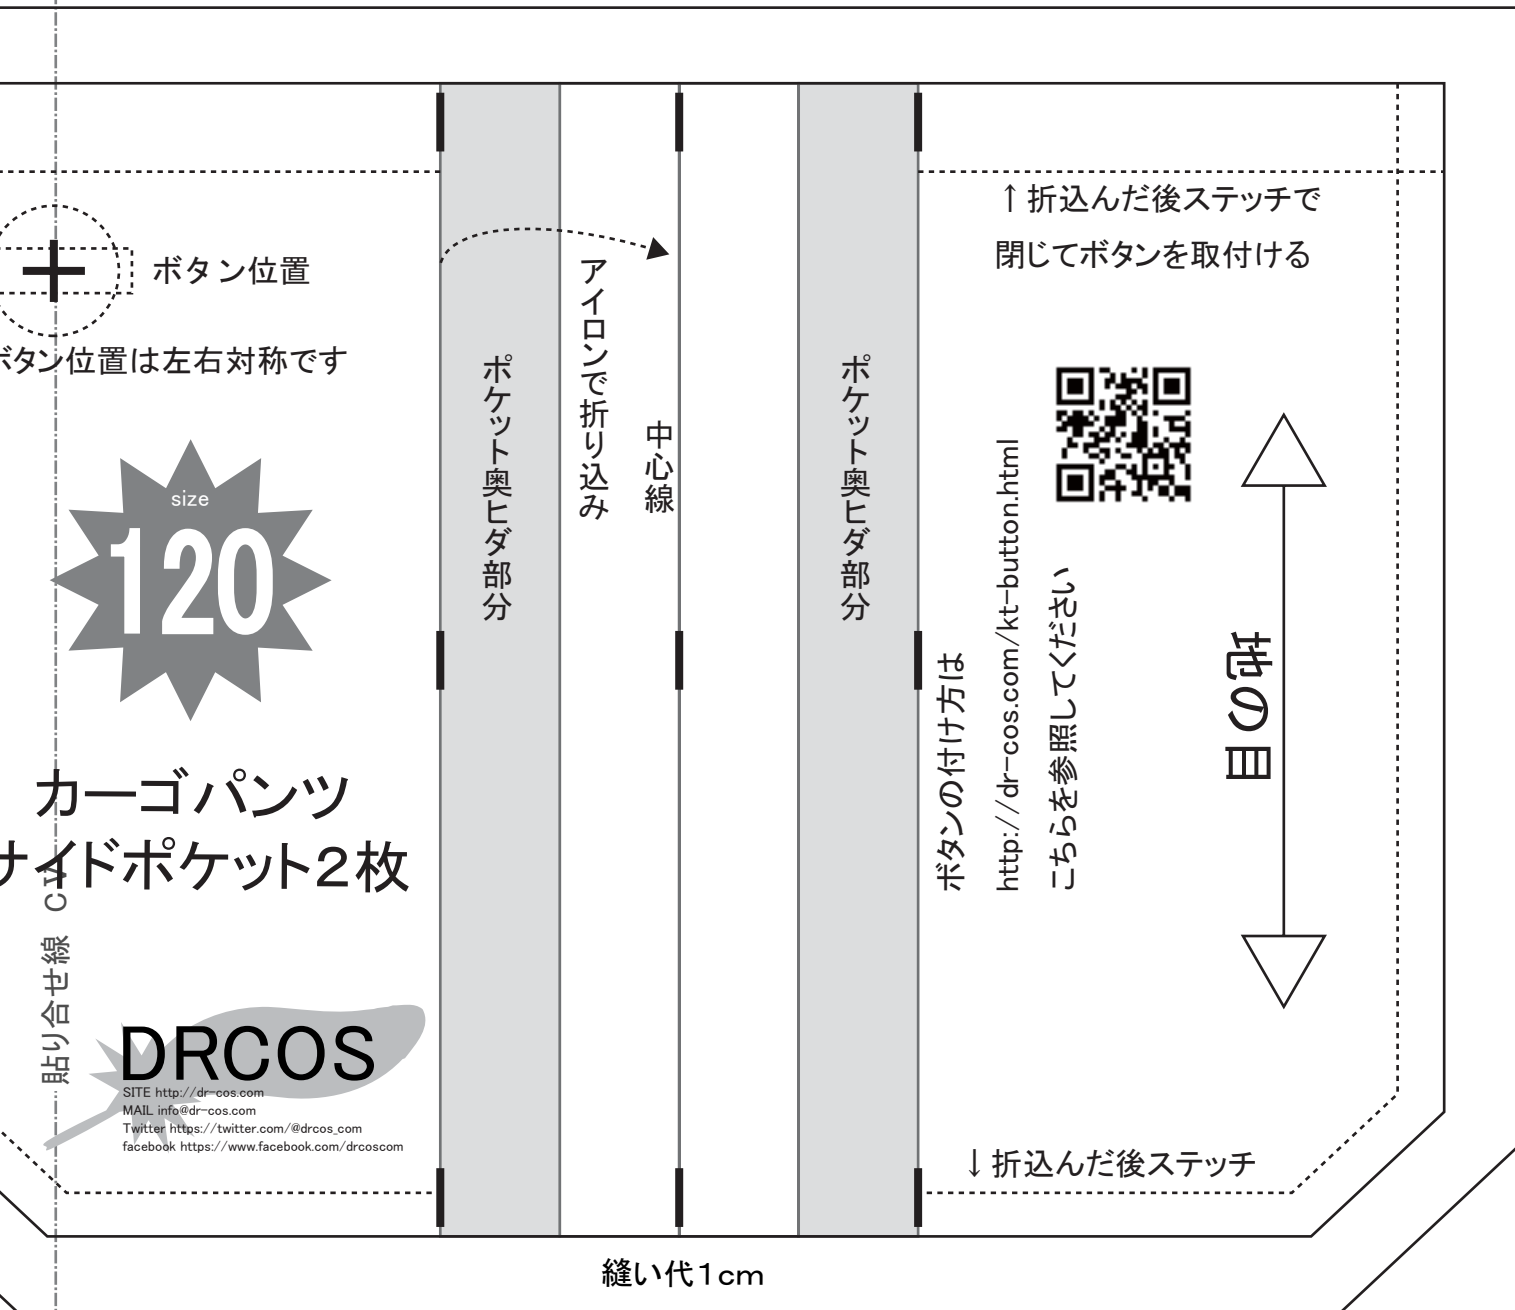 ↑折込んだ後ステッチで
閉じてボタンを取付ける
ボタン位置
ボタン位置は左右対称です
アイロンで折り込み
ポケット奥ヒダ部分
中心線
ポケット奥ヒダ部分
size
120
カーゴパンツ
サイドポケット2枚
ボタンの付け方は
http://dr-cos.com/kt-button.html
こちらを参照してください
地の目
貼り合せ線
DRCOS
SITE http://dr-cos.com
MAIL info@dr-cos.com
Twitter https://twitter.com/@drcos_com
facebook https://www.facebook.com/drcoscom
↓折込んだ後ステッチ
縫い代1cm